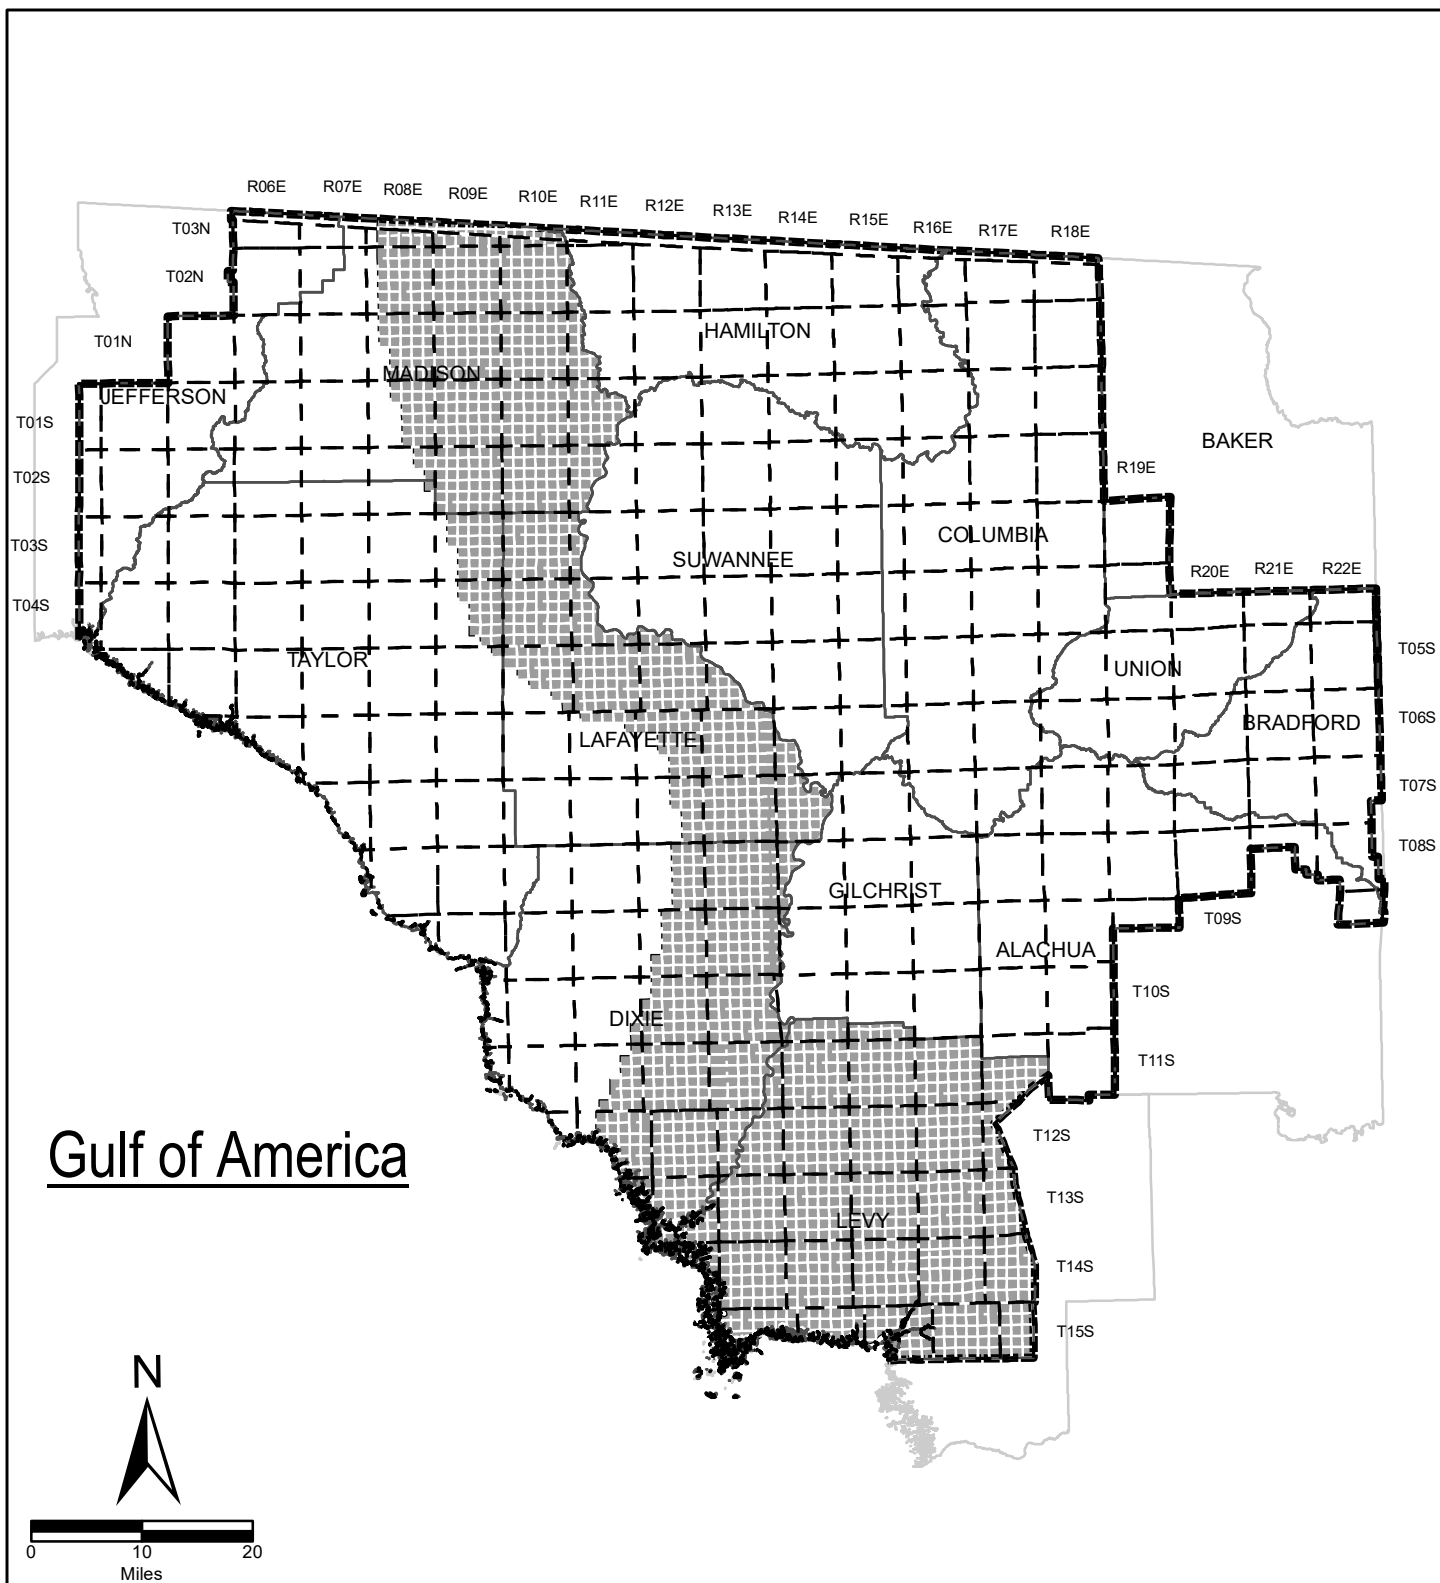 R06E R07E R08E R09E R10E R11E R12E R13E R14E R15E R16E R17E R18E
T03N
T02N
HAMILTON
T01N
MADISON
JEFFERSON
T01S
BAKER
R19E
T02S
COLUMBIA
T03S
SUWANNEE
R20E R21E R22E
T04S
T05S
TAYLOR
UNION
T06S
BRADFORD
LAFAYETTE
T07S
T08S
GILCHRIST
T09S
ALACHUA
T10S
DIXIE
T11S
T12S
Gulf of America
T13S
LEVY
T14S
T15S
N
0 10 20
Miles